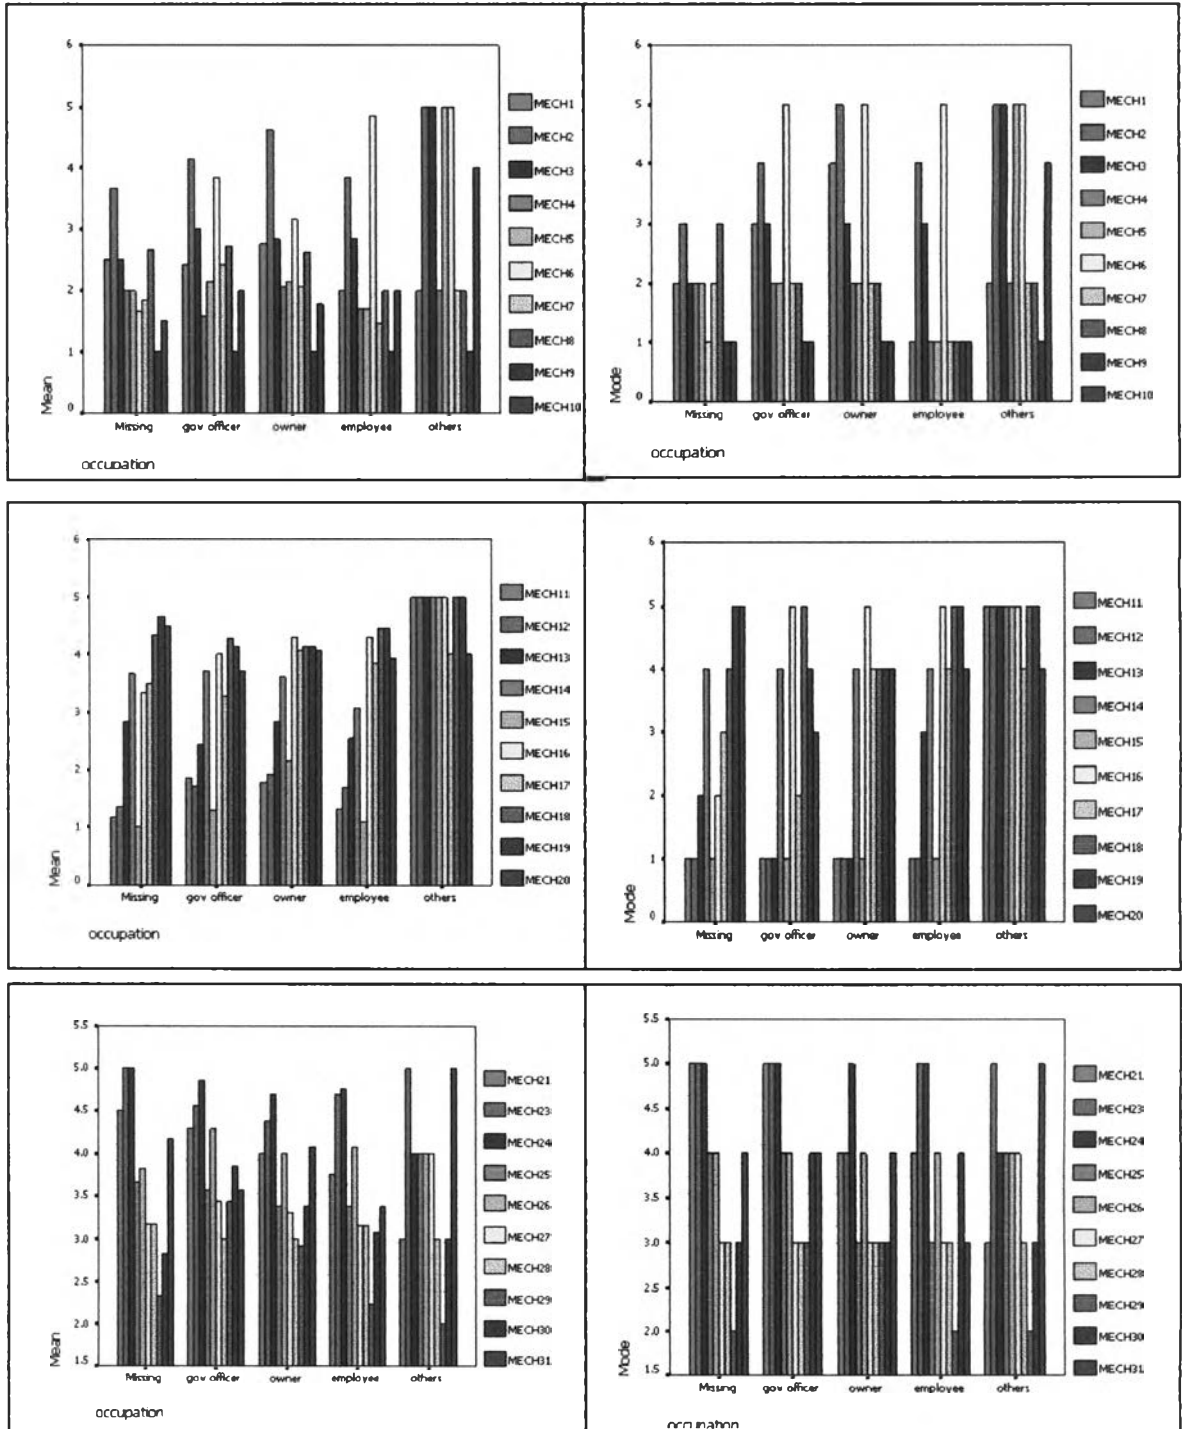 6
5
4
3
2
1
0
Mean
Missing
gov officer
owner
employee
others
occupation
MECH1
MECH2
MECH3
MECH4
MECH5
MECH6
MECH7
MECH8
MECH9
MECH10
6
5
4
3
2
1
0
Mode
Missing
gov officer
owner
employee
others
occupation
MECH1
MECH2
MECH3
MECH4
MECH5
MECH6
MECH7
MECH8
MECH9
MECH10
6
5
4
3
2
1
0
Mean
Missing
gov officer
owner
employee
others
occupation
MECH11
MECH12
MECH13
MECH14
MECH15
MECH16
MECH17
MECH18
MECH19
MECH20
6
5
4
3
2
1
0
Mode
Missing
gov officer
owner
employee
others
MECH11
MECH12
MECH13
MECH14
MECH15
MECH16
MECH17
MECH18
MECH19
MECH20
5.5
5.0
4.5
4.0
3.5
3.0
2.5
2.0
1.5
Mean
Missing
gov officer
owner
employee
others
occupation
MECH21
MECH23
MECH24
MECH25
MECH26
MECH27
MECH28
MECH29
MECH30
MECH31
5.5
5.0
4.5
4.0
3.5
3.0
2.5
2.0
1.5
Mode
Missing
gov officer
owner
employee
others
occupation
MECH21
MECH23
MECH24
MECH25
MECH26
MECH27
MECH28
MECH29
MECH30
MECH31